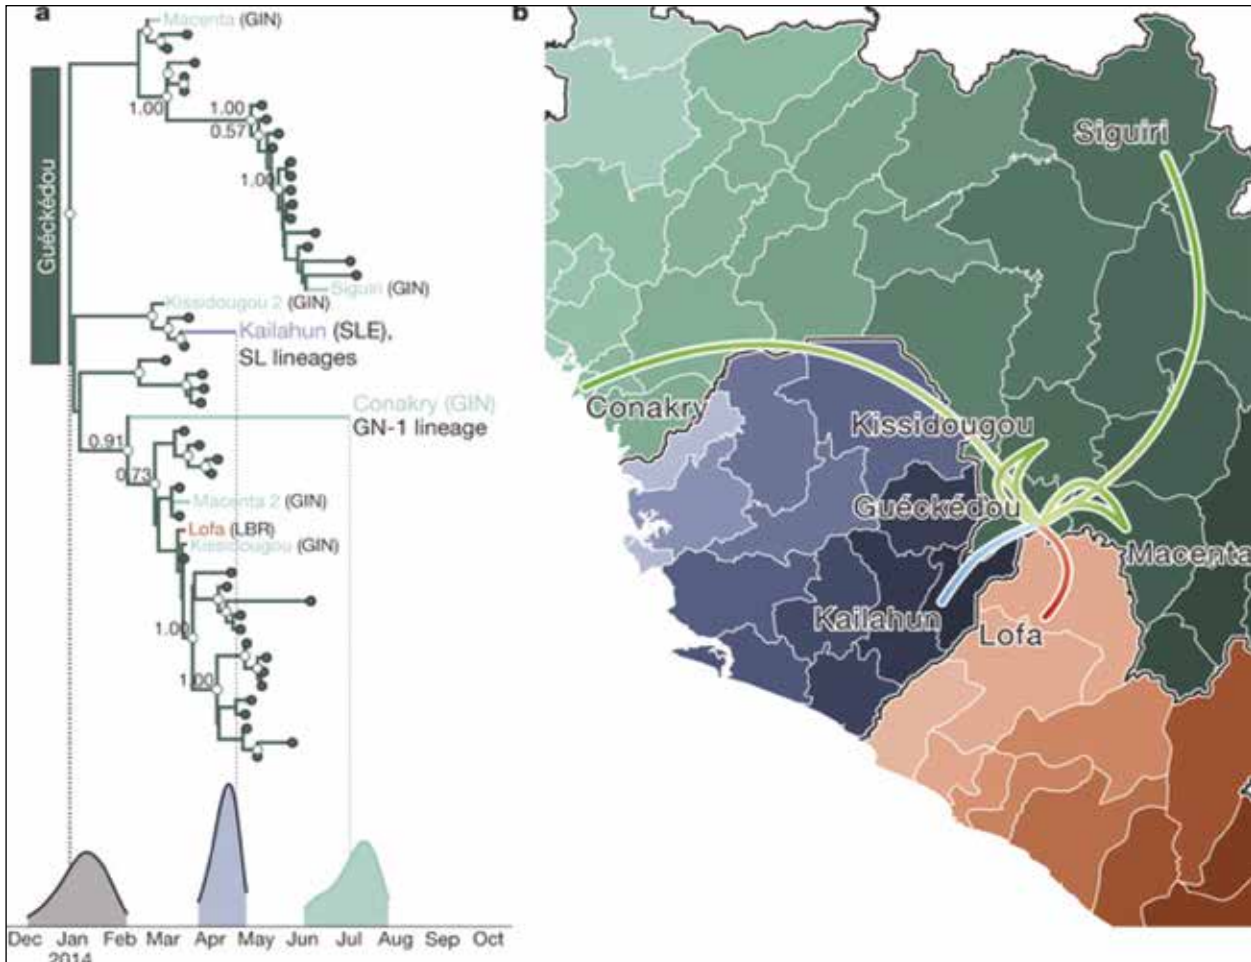 a
Macenta (GIN)
1.00
1.00
0.57
1.00
Guéckédou
Siguiri (GIN)
Kissidougou 2 (GIN)
Kailahun (SLE),
SL lineages
Conakry (GIN)
GN-1 lineage
0.91
0.73
Macenta 2 (GIN)
Lofa (LBR)
Kissidougou (GIN)
1.00
1.00
Dec Jan Feb Mar Apr May Jun Jul Aug Sep Oct
2014
b
Siguiri
Conakry
Kissidougou
Guéckédou
Macenta
Kailahun
Lofa